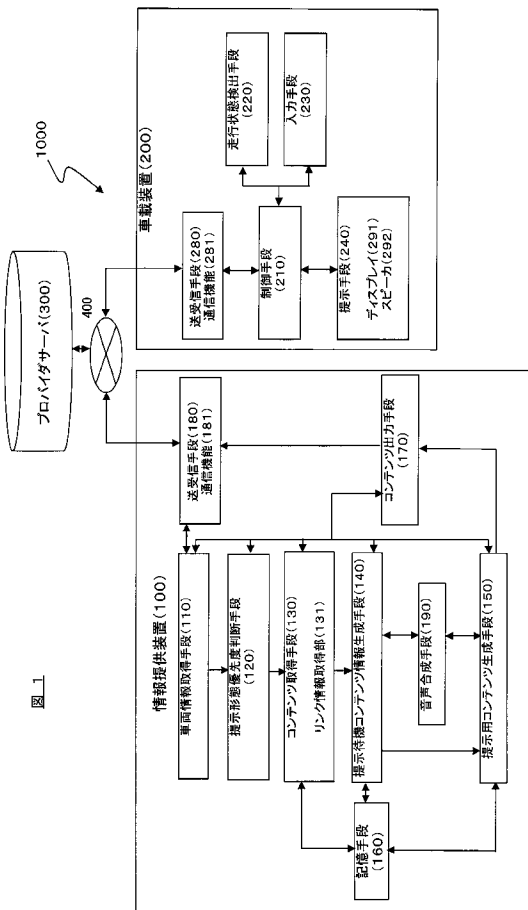 図 1
プロバイダサーバ(300)
400
1000
情報提供装置(100)
車両情報取得手段(110)
提示形態優先度判断手段
(120)
コンテンツ取得手段(130)
リンク情報取得部(131)
提示待機コンテンツ情報生成手段(140)
音声合成手段(190)
提示用コンテンツ生成手段(150)
記憶手段
(160)
送受信手段(180)
通信機能(181)
コンテンツ出力手段
(170)
車載装置(200)
送受信手段(280)
通信機能(281)
制御手段
(210)
提示手段(240)
ディスプレイ(291)
スピーカ(292)
走行状態検出手段
(220)
入力手段
(230)